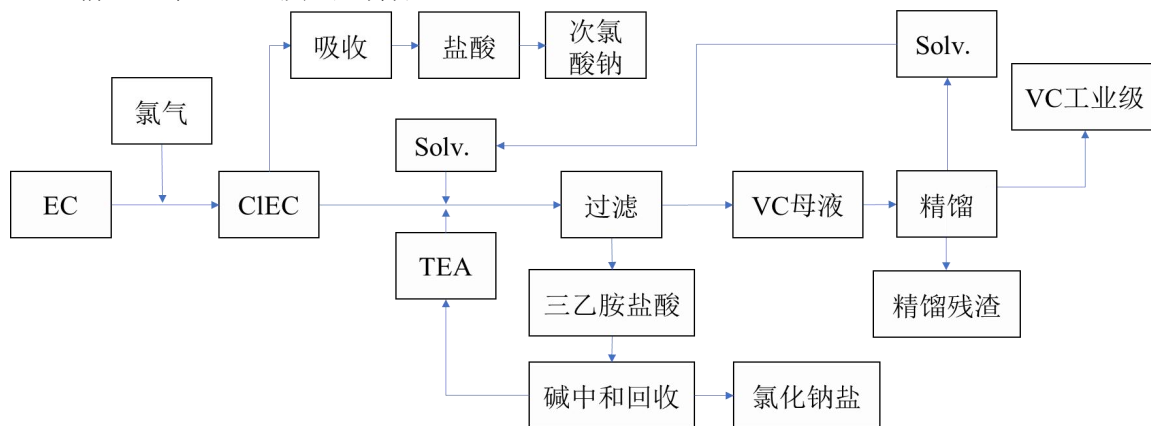 吸收
盐酸
次氯
酸钠
Solv.
VC工业级
氯气
Solv.
EC
ClEC
过滤
VC母液
精馏
TEA
三乙胺盐酸
精馏残渣
碱中和回收
氯化钠盐